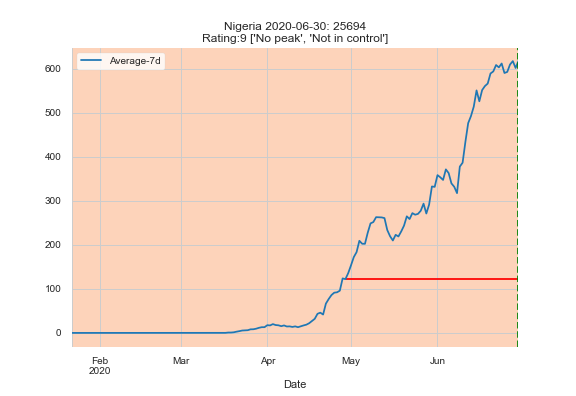 Nigeria 2020-06-30: 25694
Rating:9 ['No peak', 'Not in control']
Average-7d
600
500
400
300
200
100
0
Feb
2020
Mar
Apr
May
Jun
Date